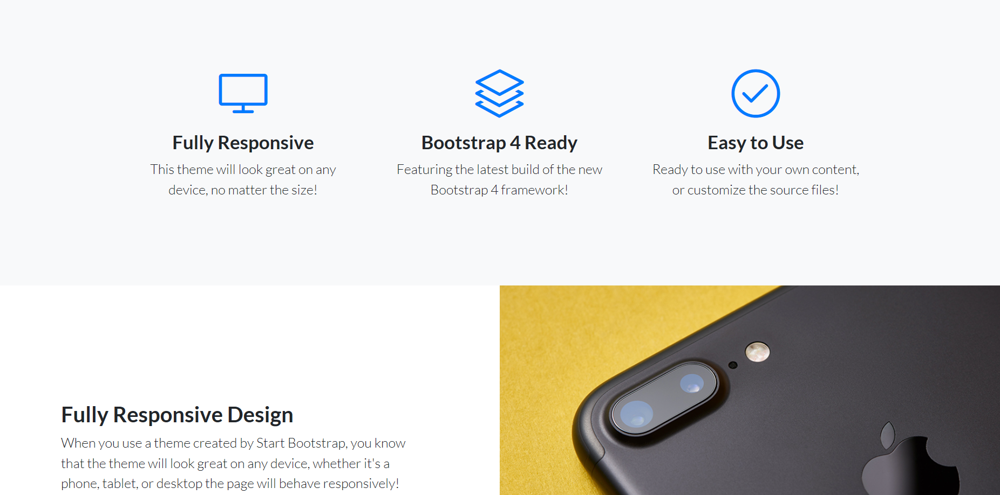 Fully Responsive
This theme will look great on any
device, no matter the size!
Bootstrap 4 Ready
Featuring the latest build of the new
Bootstrap 4 framework!
Easy to Use
Ready to use with your own content,
or customize the source files!
Fully Responsive Design
When you use a theme created by Start Bootstrap, you know
that the theme will look great on any device, whether it's a
phone, tablet, or desktop the page will behave responsively!